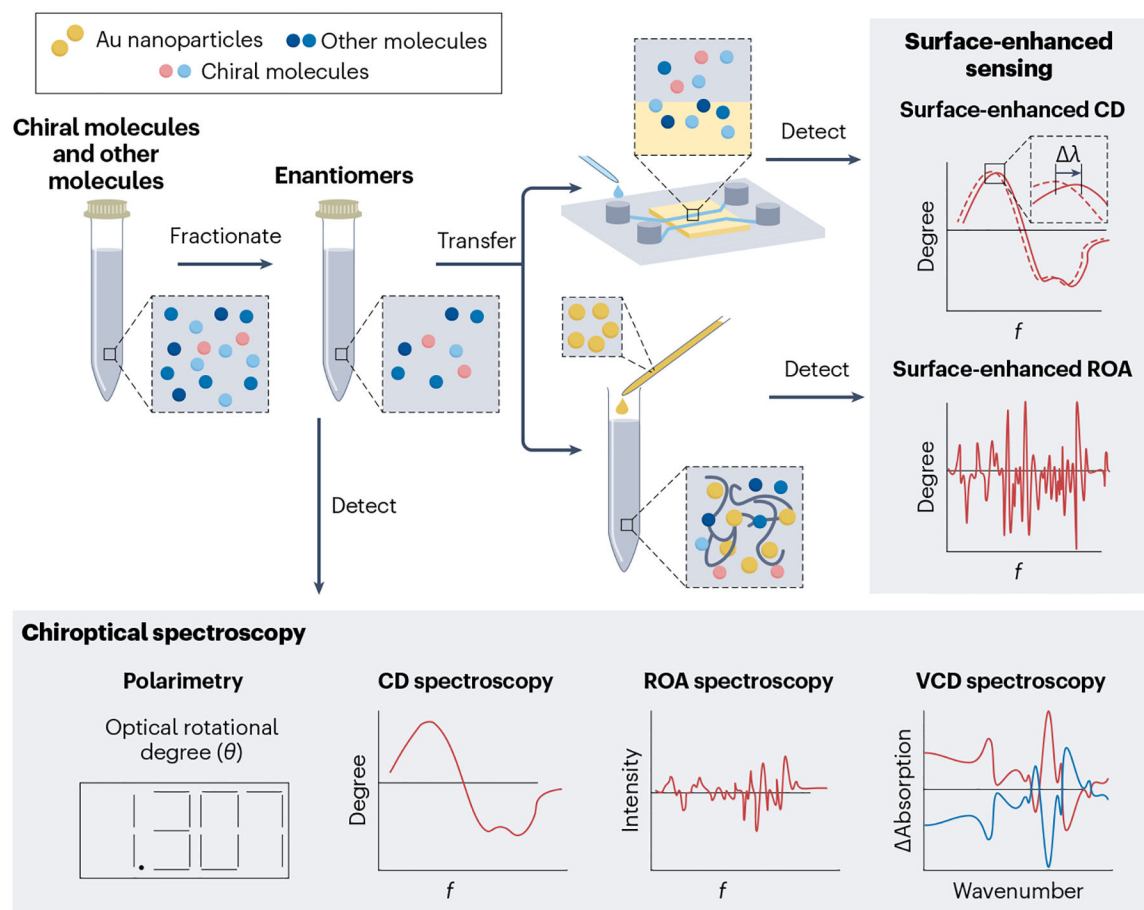 Au nanoparticles
Other molecules
Chiral molecules
Chiral molecules
and other
molecules
Fractionate
Enantiomers
Transfer
Detect
Detect
Detect
Surface-enhanced
sensing
Surface-enhanced CD
Δλ
Degree
f
Surface-enhanced ROA
Degree
f
Chiroptical spectroscopy
Polarimetry
Optical rotational
degree (θ)
1.307
CD spectroscopy
Degree
f
ROA spectroscopy
Intensity
f
VCD spectroscopy
ΔAbsorption
Wavenumber